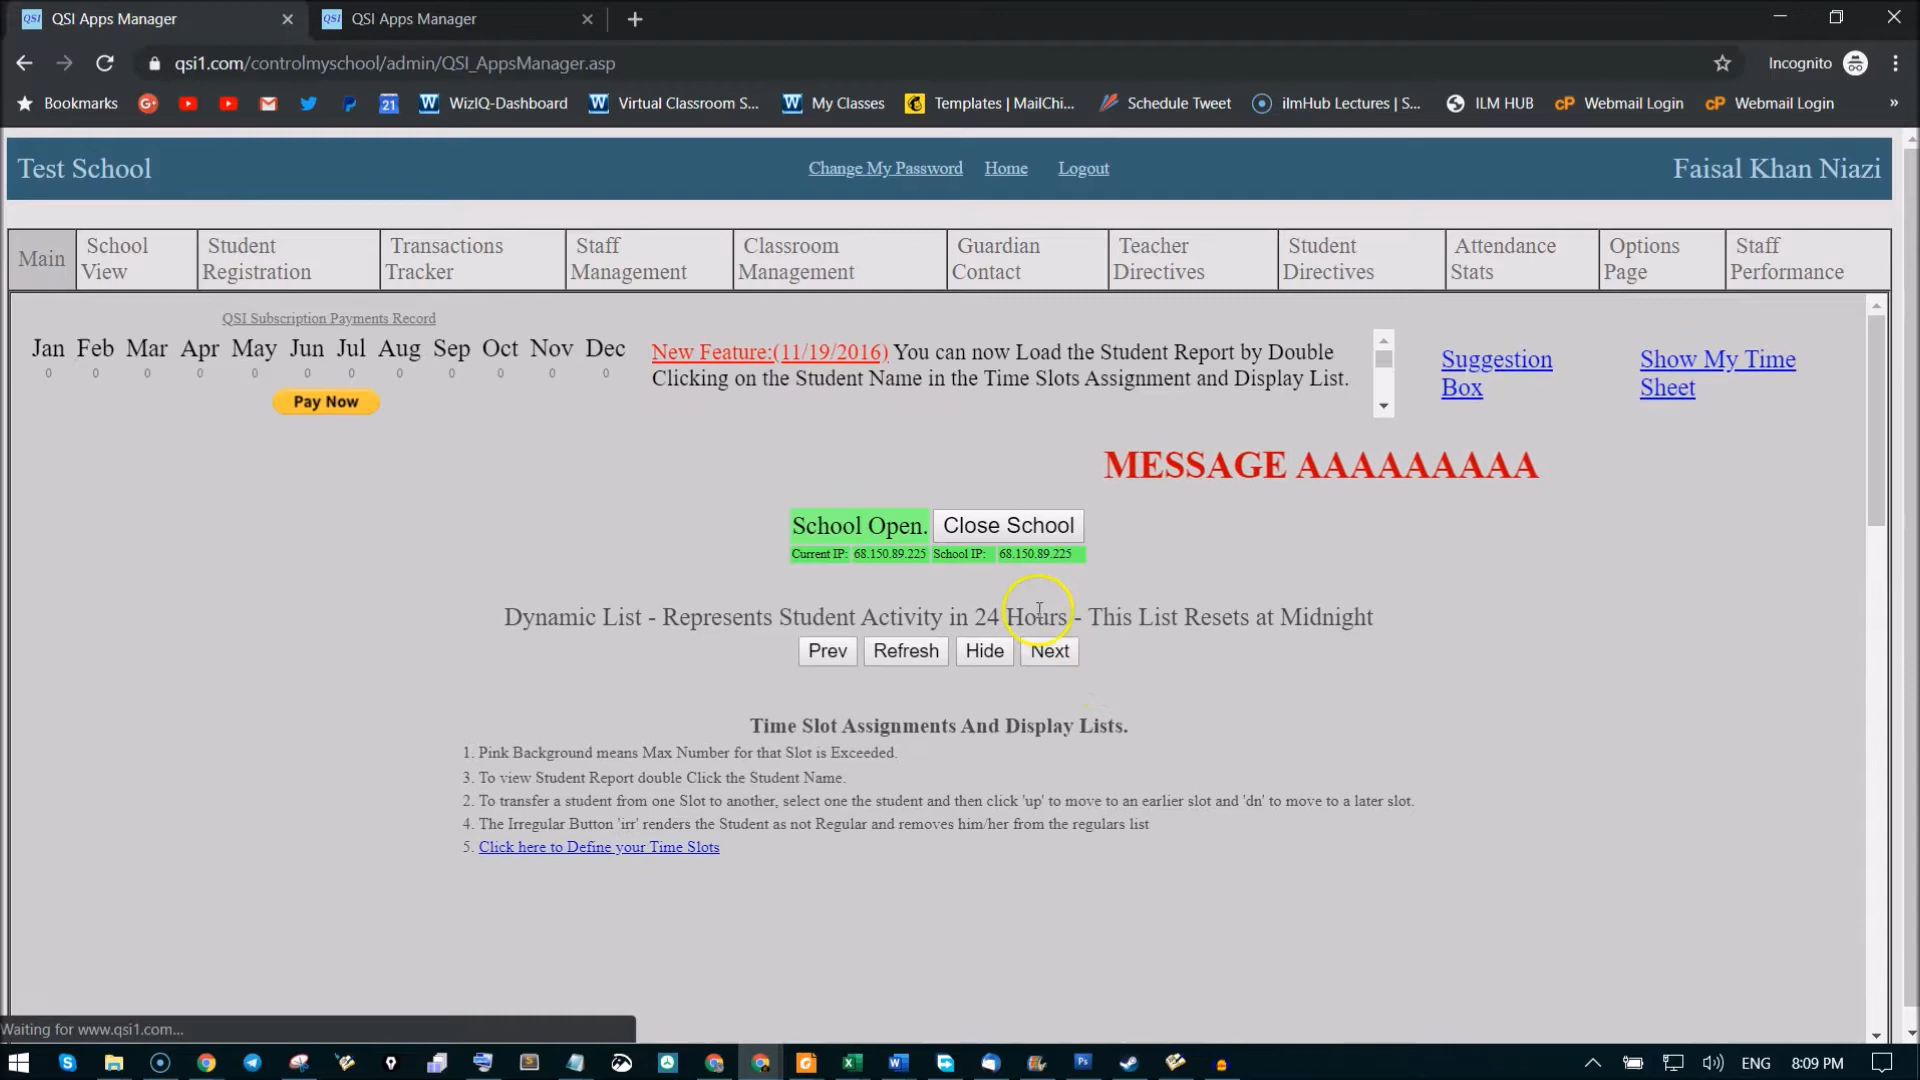 QSI Apps Manager
QSI Apps Manager
qsi1.com/controlmyschool/admin/QSI_AppsManager.asp
Incognito
Bookmarks
21
WizIQ-Dashboard
Virtual Classroom S...
My Classes
Templates | MailChi...
Schedule Tweet
ilmHub Lectures | S...
ILM HUB
cP Webmail Login
cP Webmail Login
»
Test School
Change My Password
Home
Logout
Faisal Khan Niazi
Main
School View
Student Registration
Transactions Tracker
Staff Management
Classroom Management
Guardian Contact
Teacher Directives
Student Directives
Attendance Stats
Options Page
Staff Performance
QSI Subscription Payments Record
Jan Feb Mar Apr May Jun Jul Aug Sep Oct Nov Dec
0 0 0 0 0 0 0 0 0 0 0 0
Pay Now
New Feature:(11/19/2016) You can now Load the Student Report by Double
Clicking on the Student Name in the Time Slots Assignment and Display List.
Suggestion
Box
Show My Time
Sheet
MESSAGE AAAAAAAAA
School Open. Close School
Current IP: 68.150.89.225 School IP: 68.150.89.225
Dynamic List - Represents Student Activity in 24 Hours - This List Resets at Midnight
Prev Refresh Hide Next
Time Slot Assignments And Display Lists.
1. Pink Background means Max Number for that Slot is Exceeded.
3. To view Student Report double Click the Student Name.
2. To transfer a student from one Slot to another, select one the student and then click 'up' to move to an earlier slot and 'dn' to move to a later slot.
4. The Irregular Button 'irr' renders the Student as not Regular and removes him/her from the regulars list
5. Click here to Define your Time Slots
Waiting for www.qsi1.com...
ENG
8:09 PM